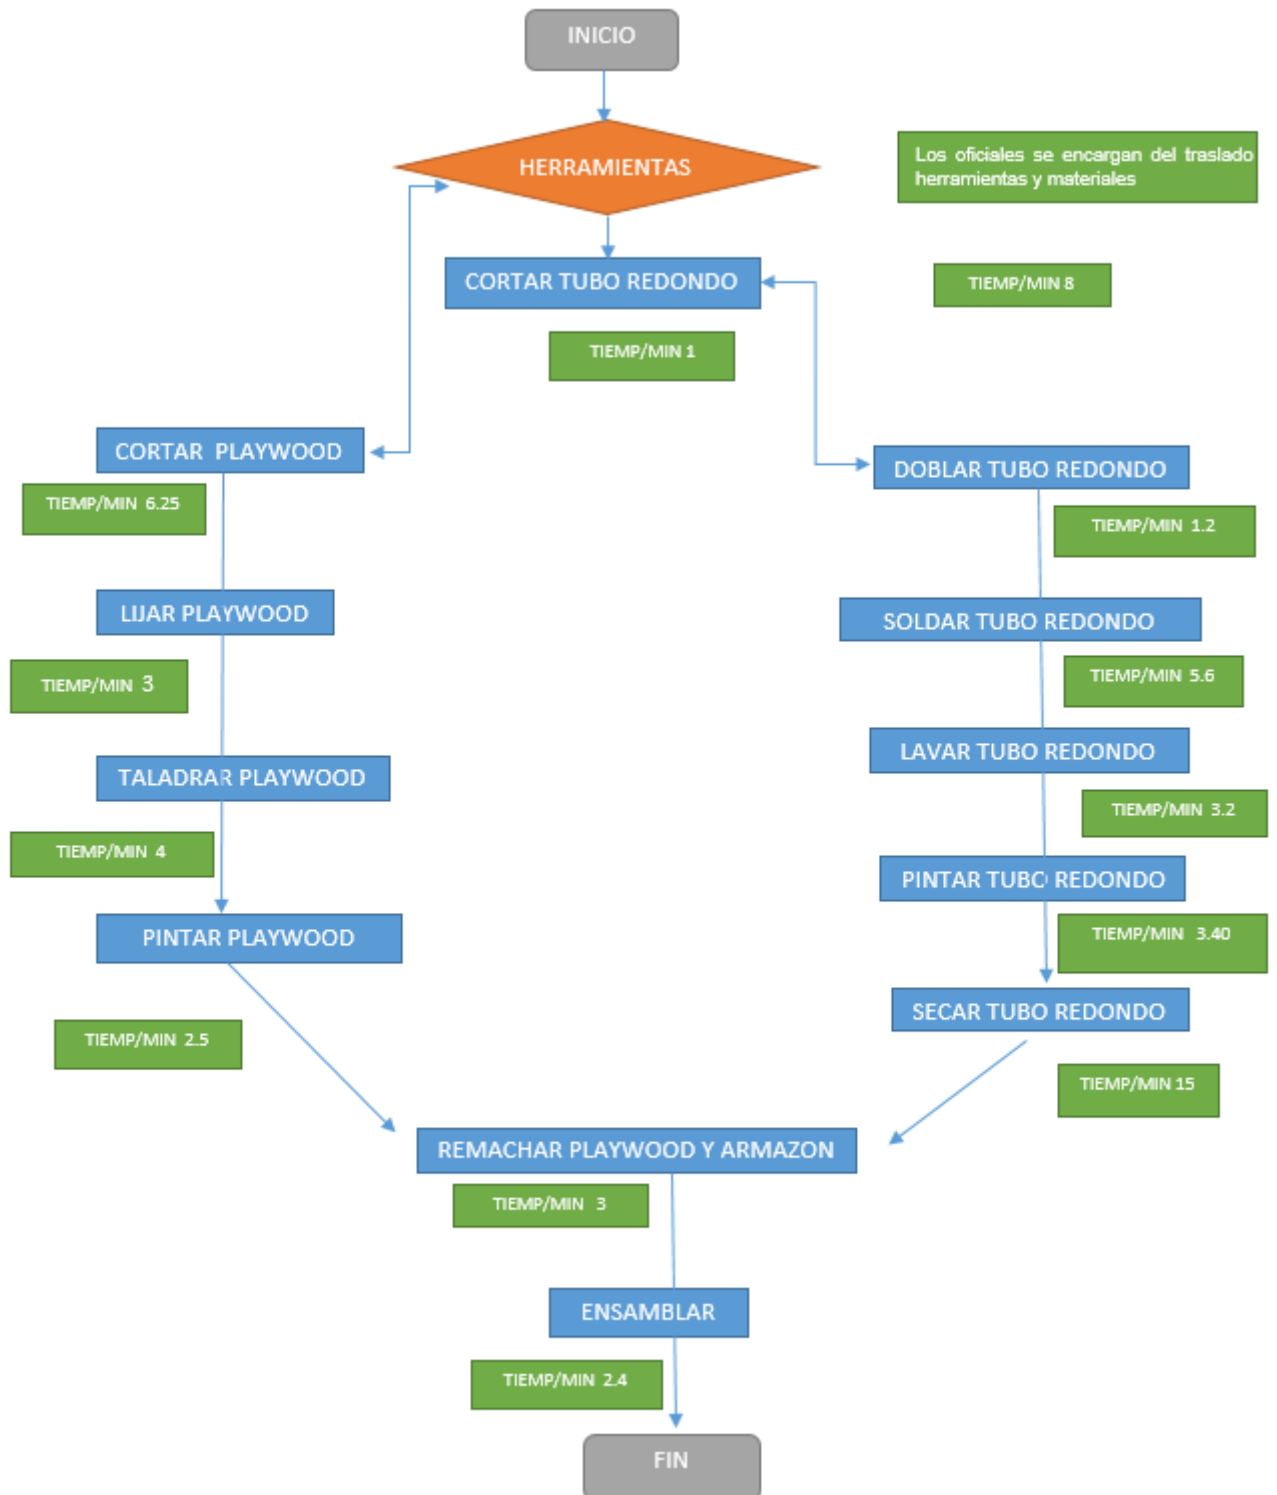 INICIO
HERRAMIENTAS
Los oficiales se encargan del traslado
herramientas y materiales
CORTAR TUBO REDONDO
TIEMP/MIN 8
TIEMP/MIN 1
CORTAR PLAYWOOD
DOBLAR TUBO REDONDO
TIEMP/MIN 6.25
TIEMP/MIN 1.2
LIJAR PLAYWOOD
SOLDAR TUBO REDONDO
TIEMP/MIN 3
TIEMP/MIN 5.6
LAVAR TUBO REDONDO
TALADRAR PLAYWOOD
TIEMP/MIN 3.2
TIEMP/MIN 4
PINTAR TUBO REDONDO
PINTAR PLAYWOOD
TIEMP/MIN 3.40
SECAR TUBO REDONDO
TIEMP/MIN 2.5
TIEMP/MIN 15
REMACHAR PLAYWOOD Y ARMAZON
TIEMP/MIN 3
ENSAMBLAR
TIEMP/MIN 2.4
FIN